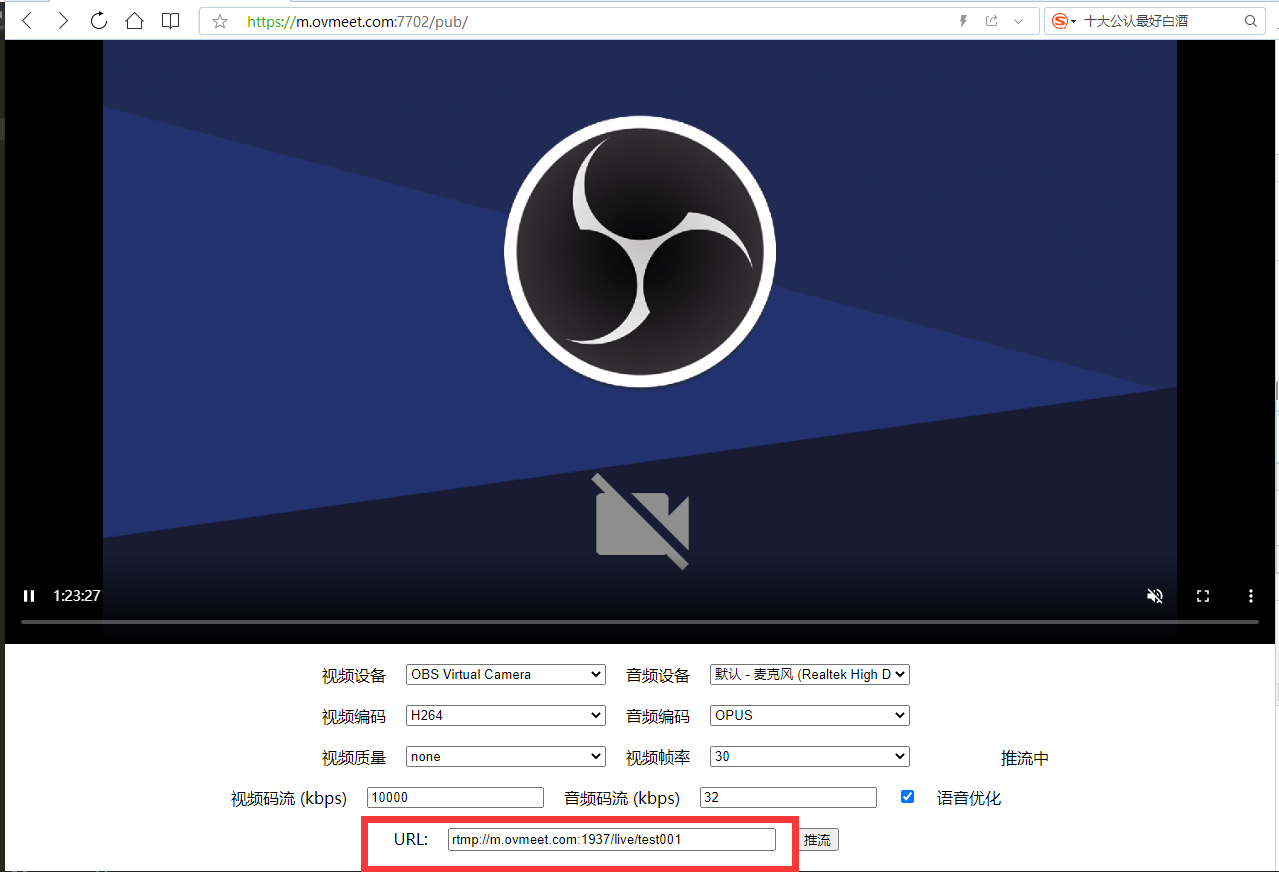 https://m.ovmeet.com:7702/pub/ 十大公认最好白酒
1:23:27
视频设备 OBS Virtual Camera 音频设备 默认 - 麦克风 (Realtek High D
视频编码 H264 音频编码 OPUS
视频质量 none 视频帧率 30 推流中
视频码流 (kbps) 10000 音频码流 (kbps) 32 语音优化
URL: rtmp://m.ovmeet.com:1937/live/test001 推流